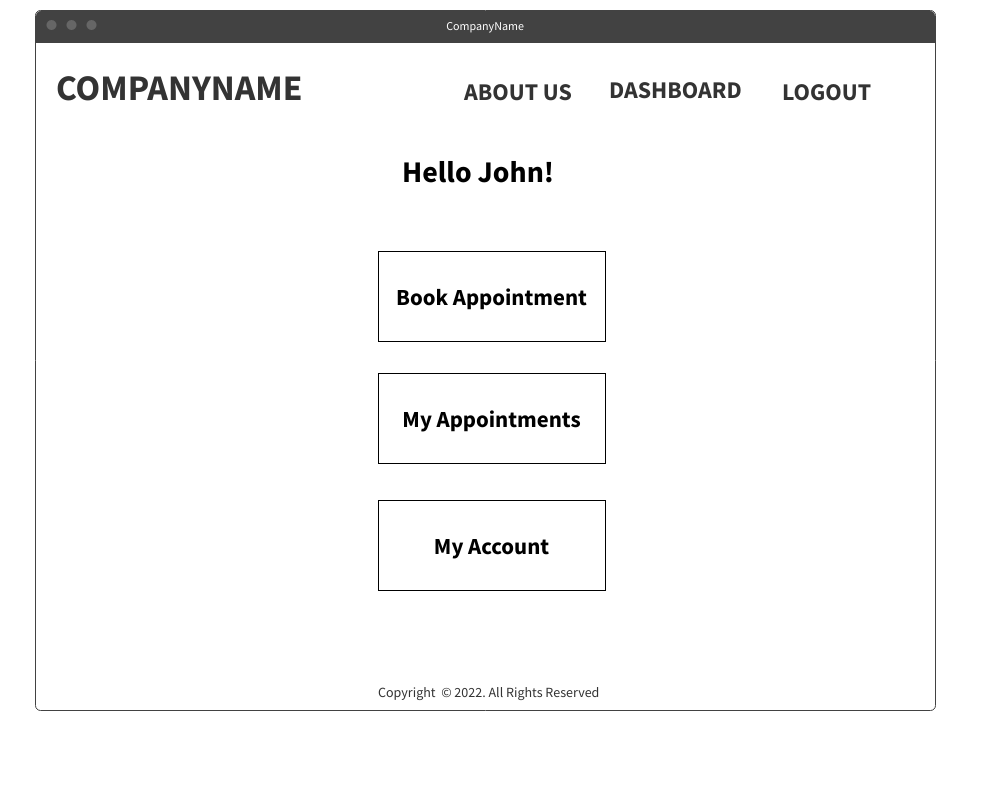 CompanyName
COMPANYNAME
ABOUT US DASHBOARD LOGOUT
Hello John!
Book Appointment
My Appointments
My Account
Copyright © 2022. All Rights Reserved